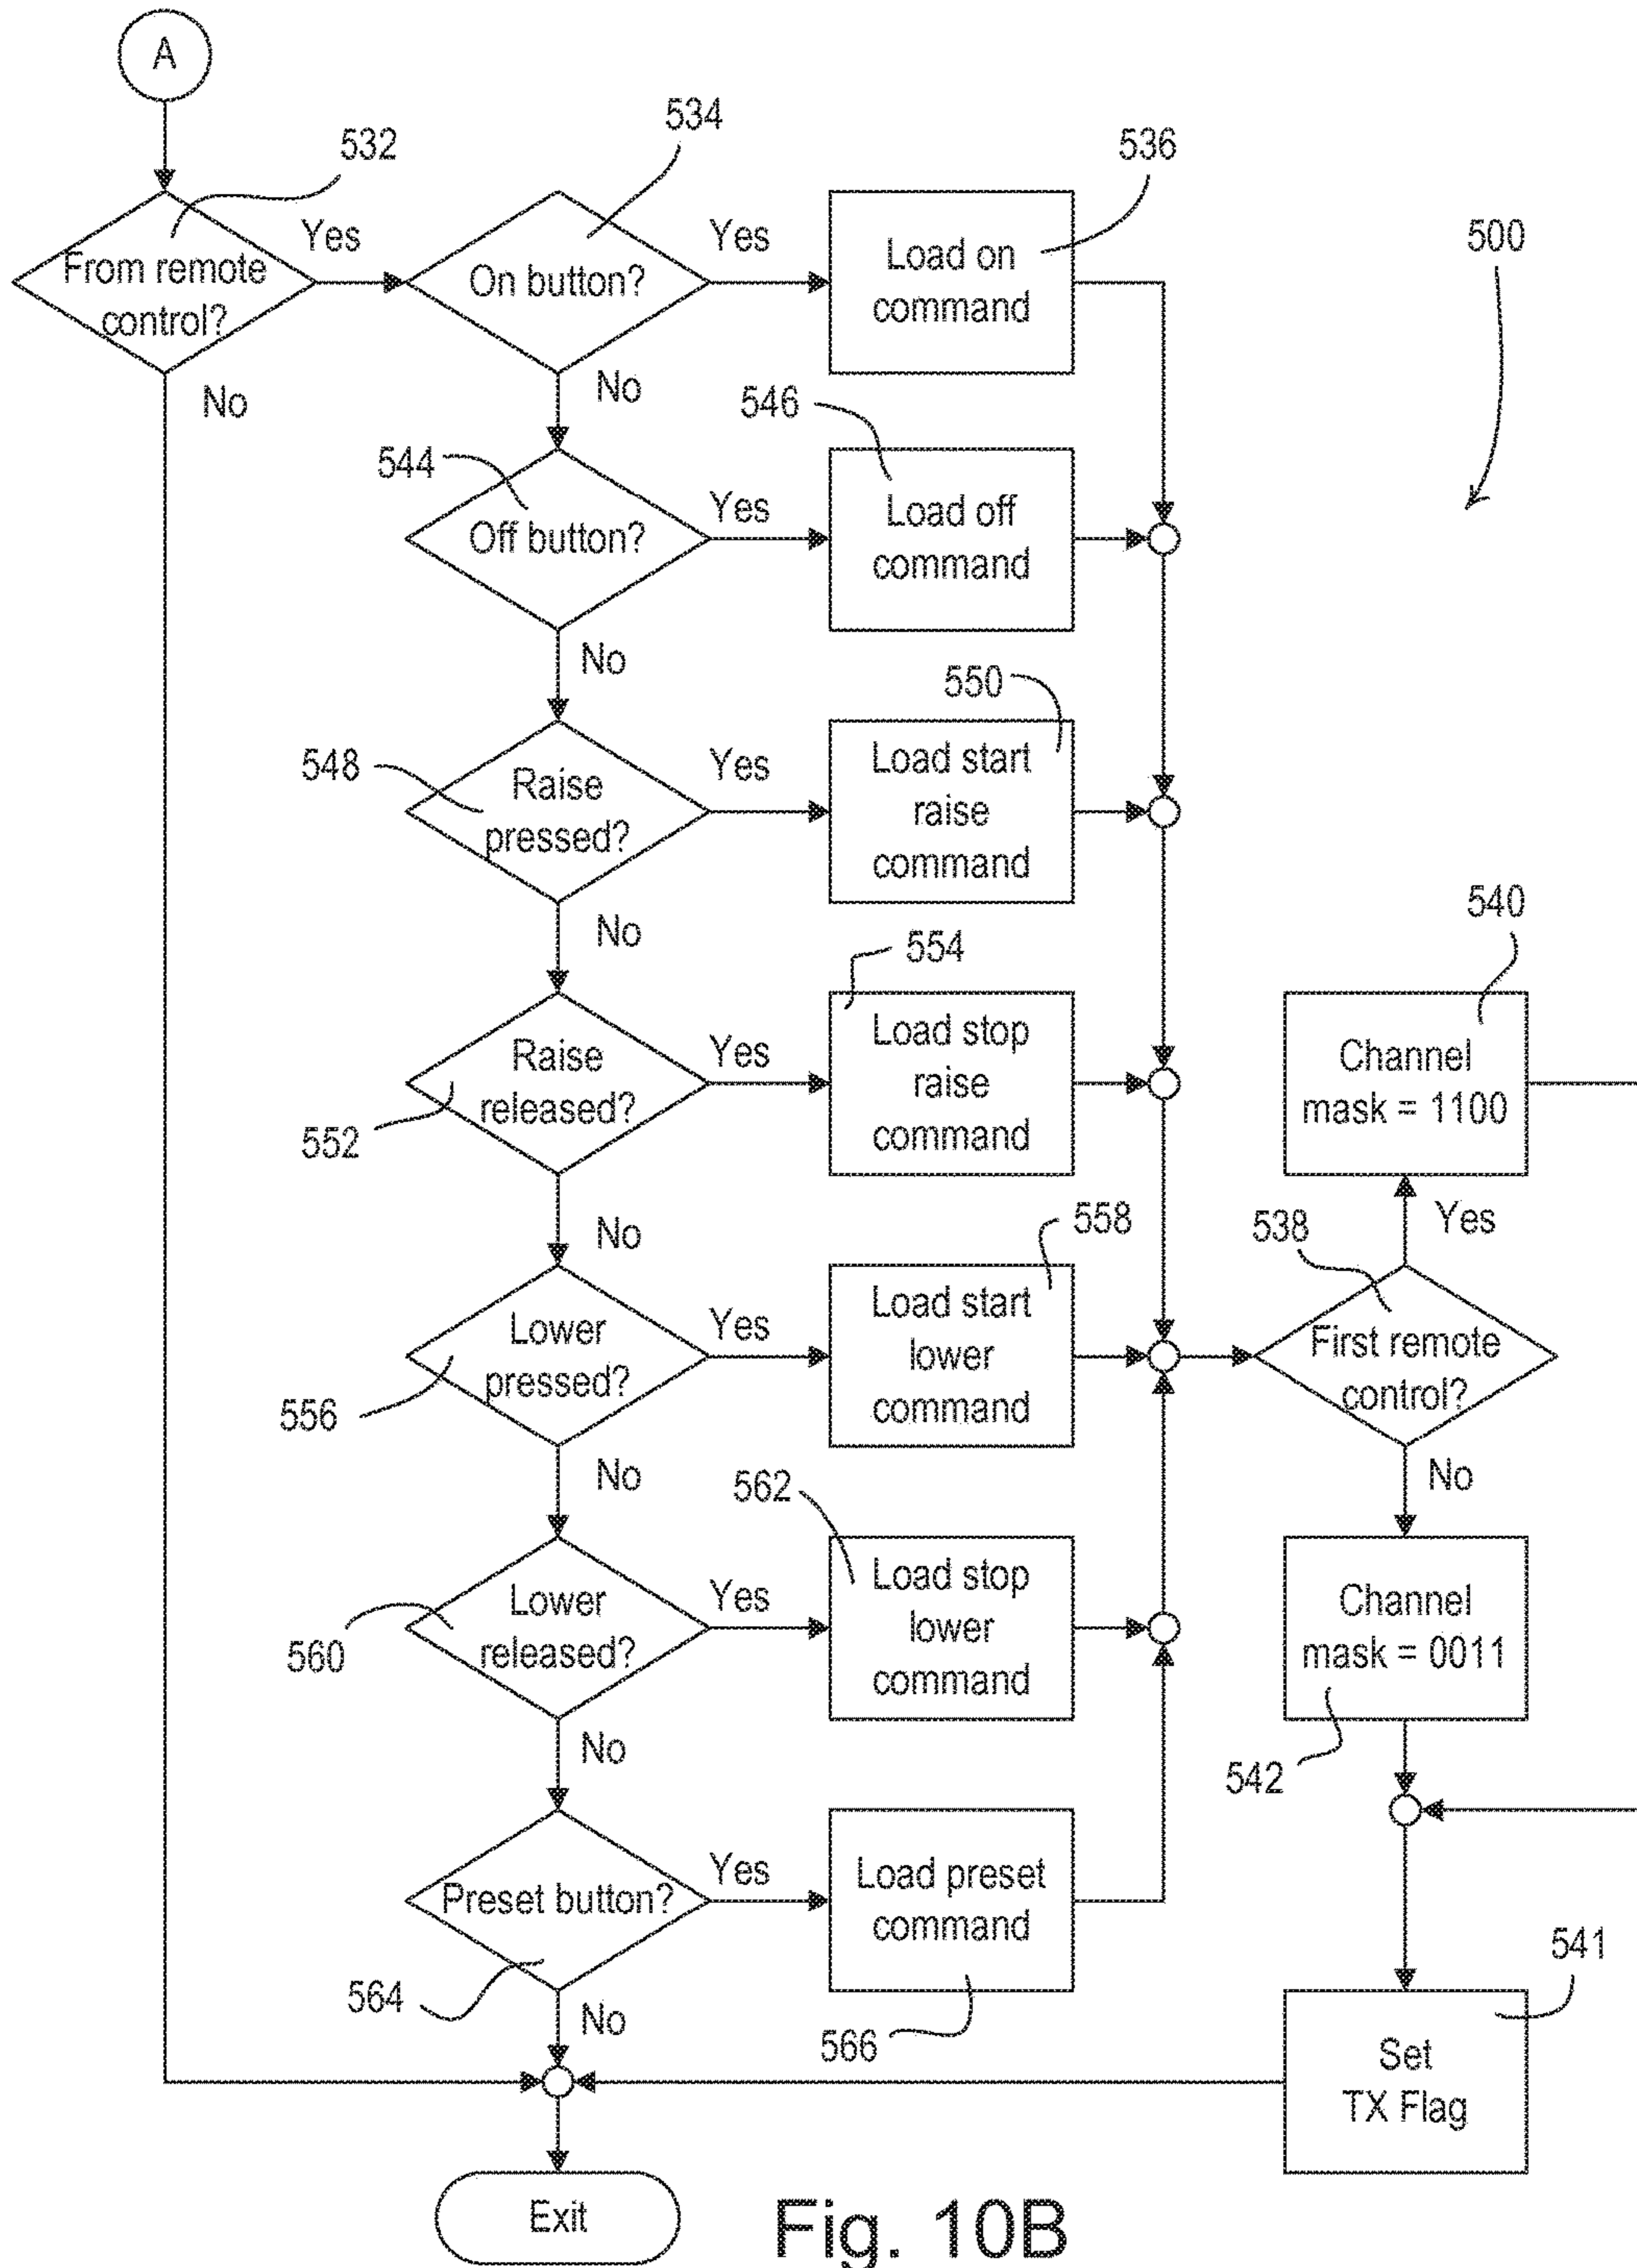 A
532
534
536
500
From remote
control?
Yes
On button?
Yes
Load on
command
No
No
544
546
Off button?
Yes
Load off
command
No
548
550
Raise
pressed?
Yes
Load start
raise
command
No
552
554
Raise
released?
Yes
Load stop
raise
command
540
Channel
mask = 1100
No
556
558
Lower
pressed?
Yes
Load start
lower
command
538
Yes
First remote
control?
No
No
560
562
Lower
released?
Yes
Load stop
lower
command
Channel
mask = 0011
542
No
564
Preset button?
Yes
Load preset
command
566
No
541
Set
TX Flag
Exit
Fig. 10B